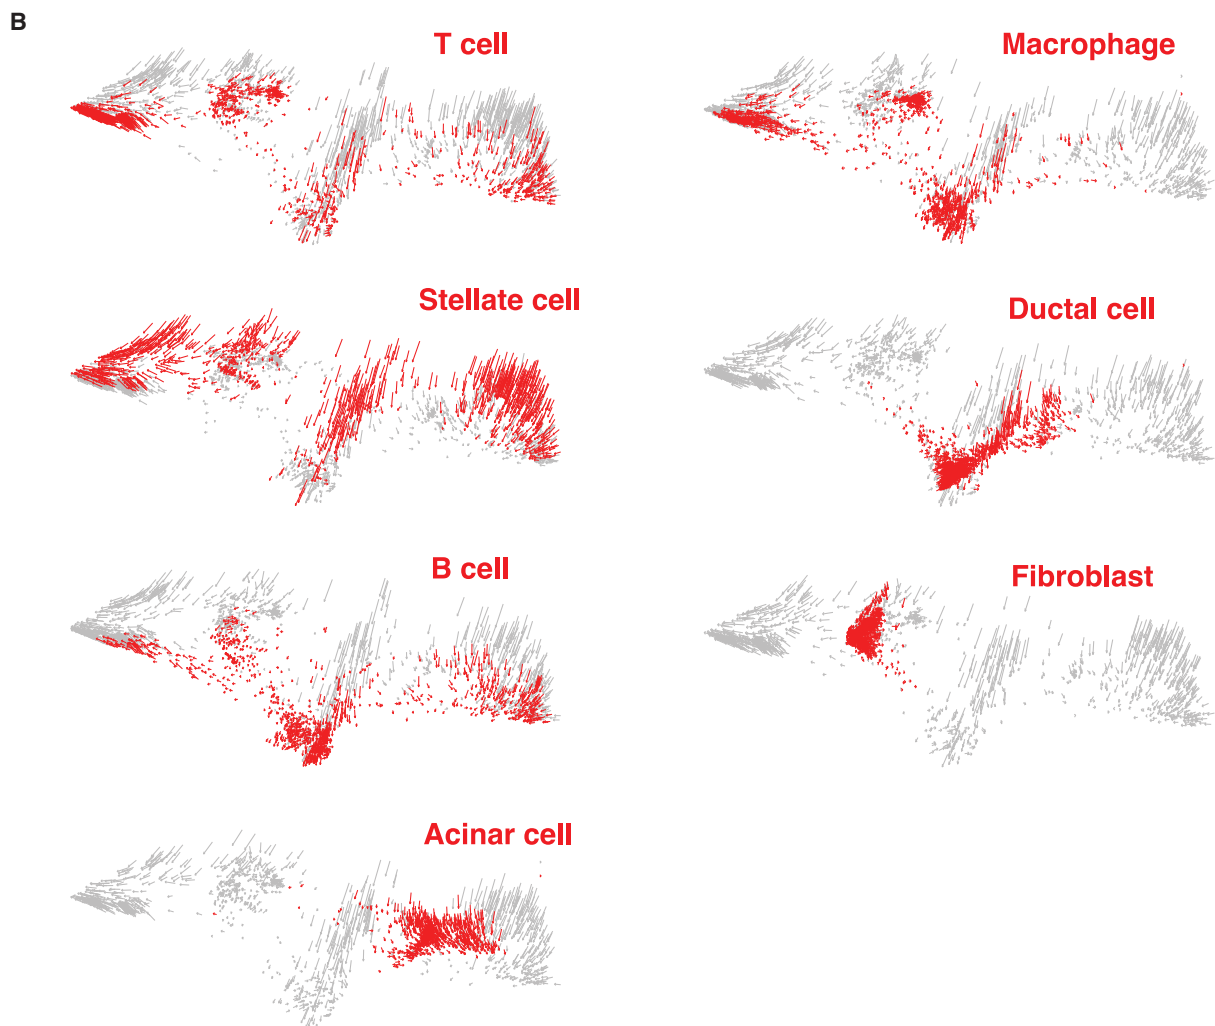 B
T cell
Macrophage
Stellate cell
Ductal cell
B cell
Fibroblast
Acinar cell